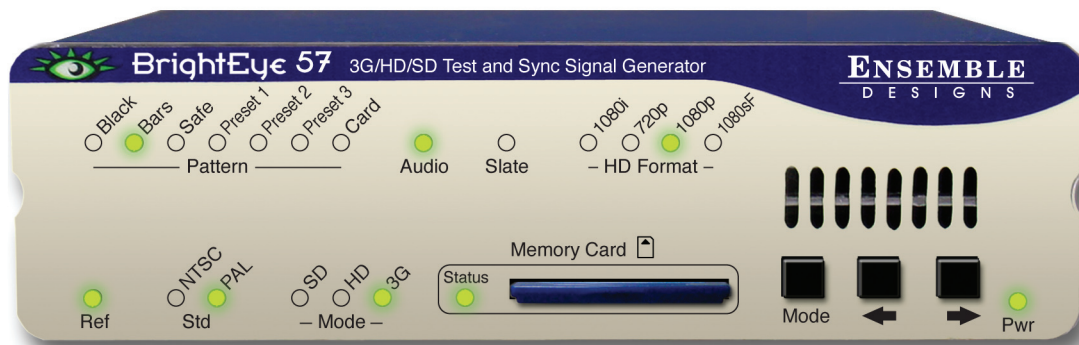 BrightEye 57 3G/HD/SD Test and Sync Signal Generator
ENSEMBLE
DESIGNS
Black Bars Safe Preset 1 Preset 2 Preset 3 Card
Pattern
Audio
Slate
1080i 720p 1080p 1080sF
– HD Format –
Memory Card
Ref
NTSC PAL
Std
SD HD 3G
– Mode –
Status
Mode
Pwr